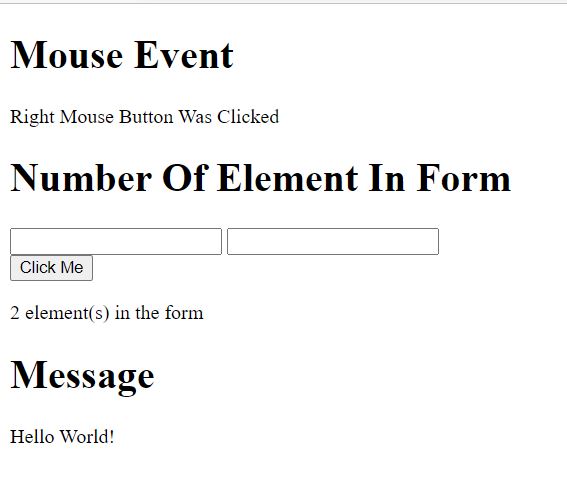 Mouse Event
Right Mouse Button Was Clicked
Number Of Element In Form
Click Me
2 element(s) in the form
Message
Hello World!